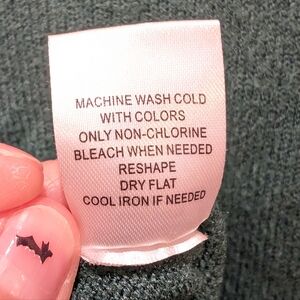 MACHINE WASH COLD
WITH COLORS
ONLY NON-CHLORINE
BLEACH WHEN NEEDED
RESHAPE
DRY FLAT
COOL IRON IF NEEDED